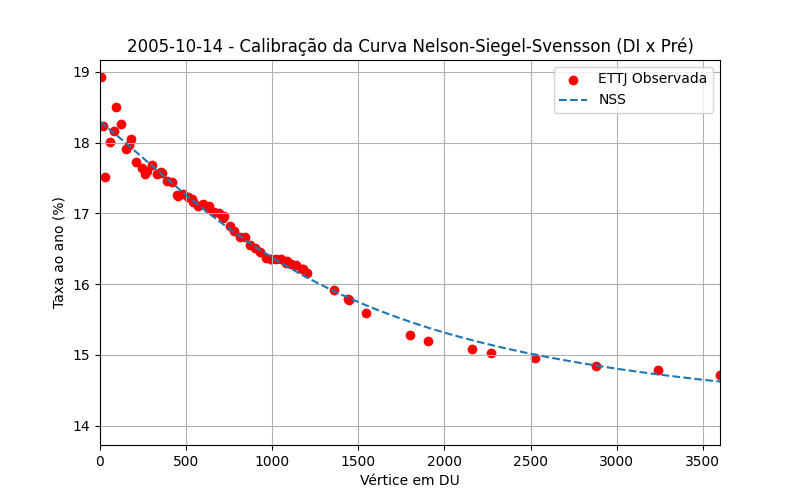 2005-10-14 - Calibração da Curva Nelson-Siegel-Svensson (DI x Pré)
ETTJ Observada
NSS
Taxa ao ano (%)
19
18
17
16
15
14
0 500 1000 1500 2000 2500 3000 3500
Vértice em DU